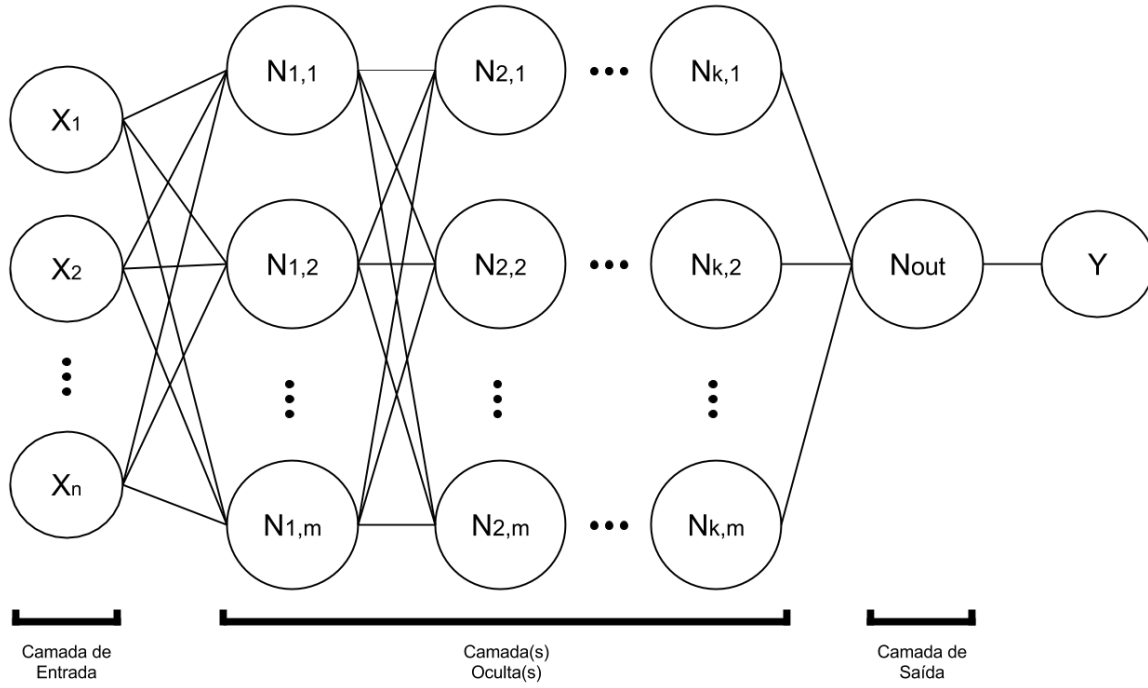 X1
X2
Xn
N1,1
N1,2
N1,m
N2,1
N2,2
N2,m
Nk,1
Nk,2
Nk,m
Nout
Y
Camada de
Entrada
Camada(s)
Oculta(s)
Camada de
Saída